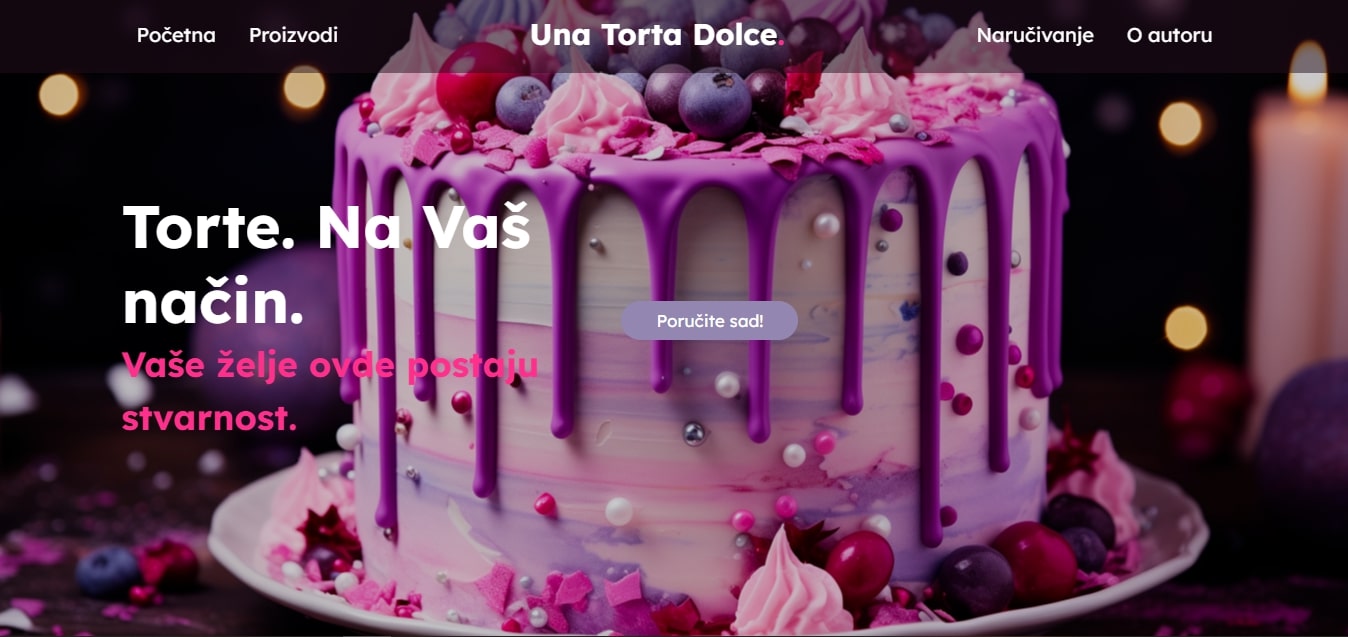 Početna Proizvodi Una Torta Dolce. Naručivanje O autoru
Torte. Na Vaš
način.
Poručite sad!
Vaše želje ovde postaju
stvarnost.